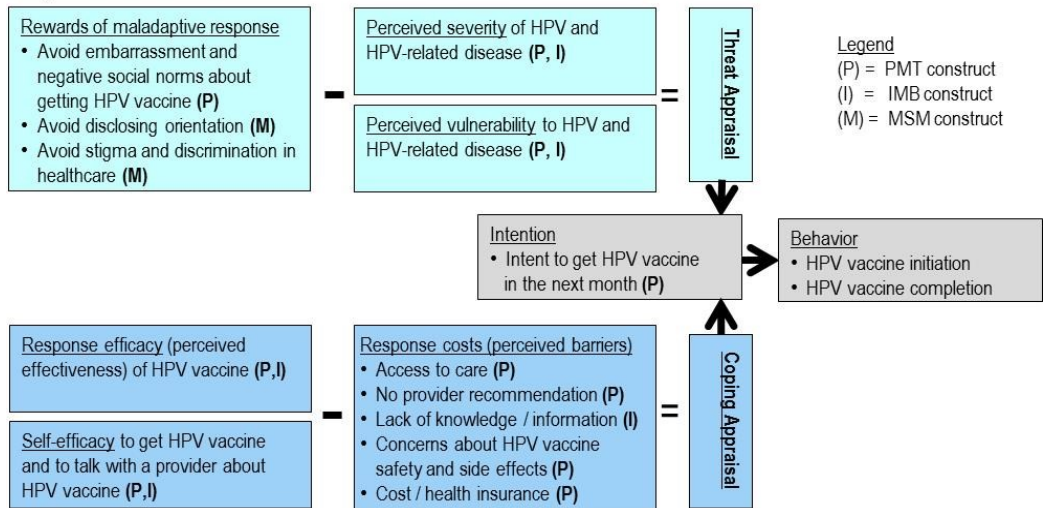 Rewards of maladaptive response
• Avoid embarrassment and
negative social norms about
getting HPV vaccine (P)
• Avoid disclosing orientation (M)
• Avoid stigma and discrimination in
healthcare (M)
-
Perceived severity of HPV and
HPV-related disease (P, I)
Perceived vulnerability to HPV and
HPV-related disease (P, I)
=
Threat Appraisal
Legend
(P) = PMT construct
(I) = IMB construct
(M) = MSM construct
Intention
• Intent to get HPV vaccine
in the next month (P)
Behavior
• HPV vaccine initiation
• HPV vaccine completion
Response efficacy (perceived
effectiveness) of HPV vaccine (P,I)
Self-efficacy to get HPV vaccine
and to talk with a provider about
HPV vaccine (P,I)
-
Response costs (perceived barriers)
• Access to care (P)
• No provider recommendation (P)
• Lack of knowledge / information (I)
• Concerns about HPV vaccine
safety and side effects (P)
• Cost / health insurance (P)
=
Coping Appraisal